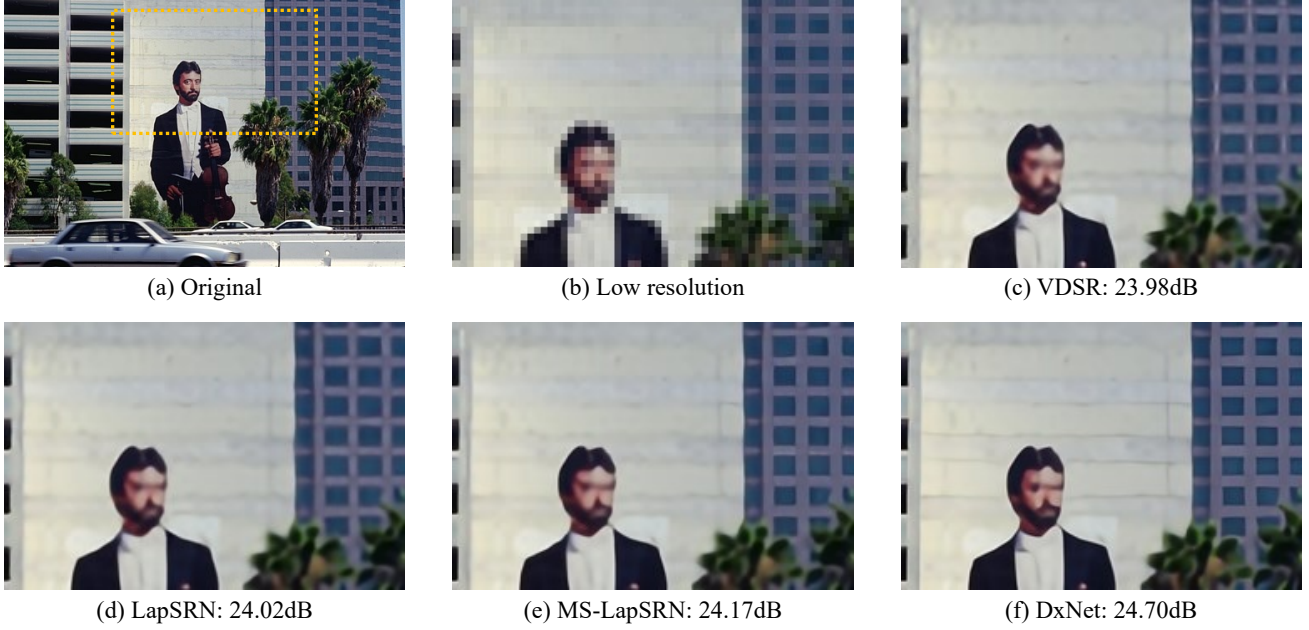 (a) Original
(b) Low resolution
(c) VDSR: 23.98dB
(d) LapSRN: 24.02dB
(e) MS-LapSRN: 24.17dB
(f) DxNet: 24.70dB